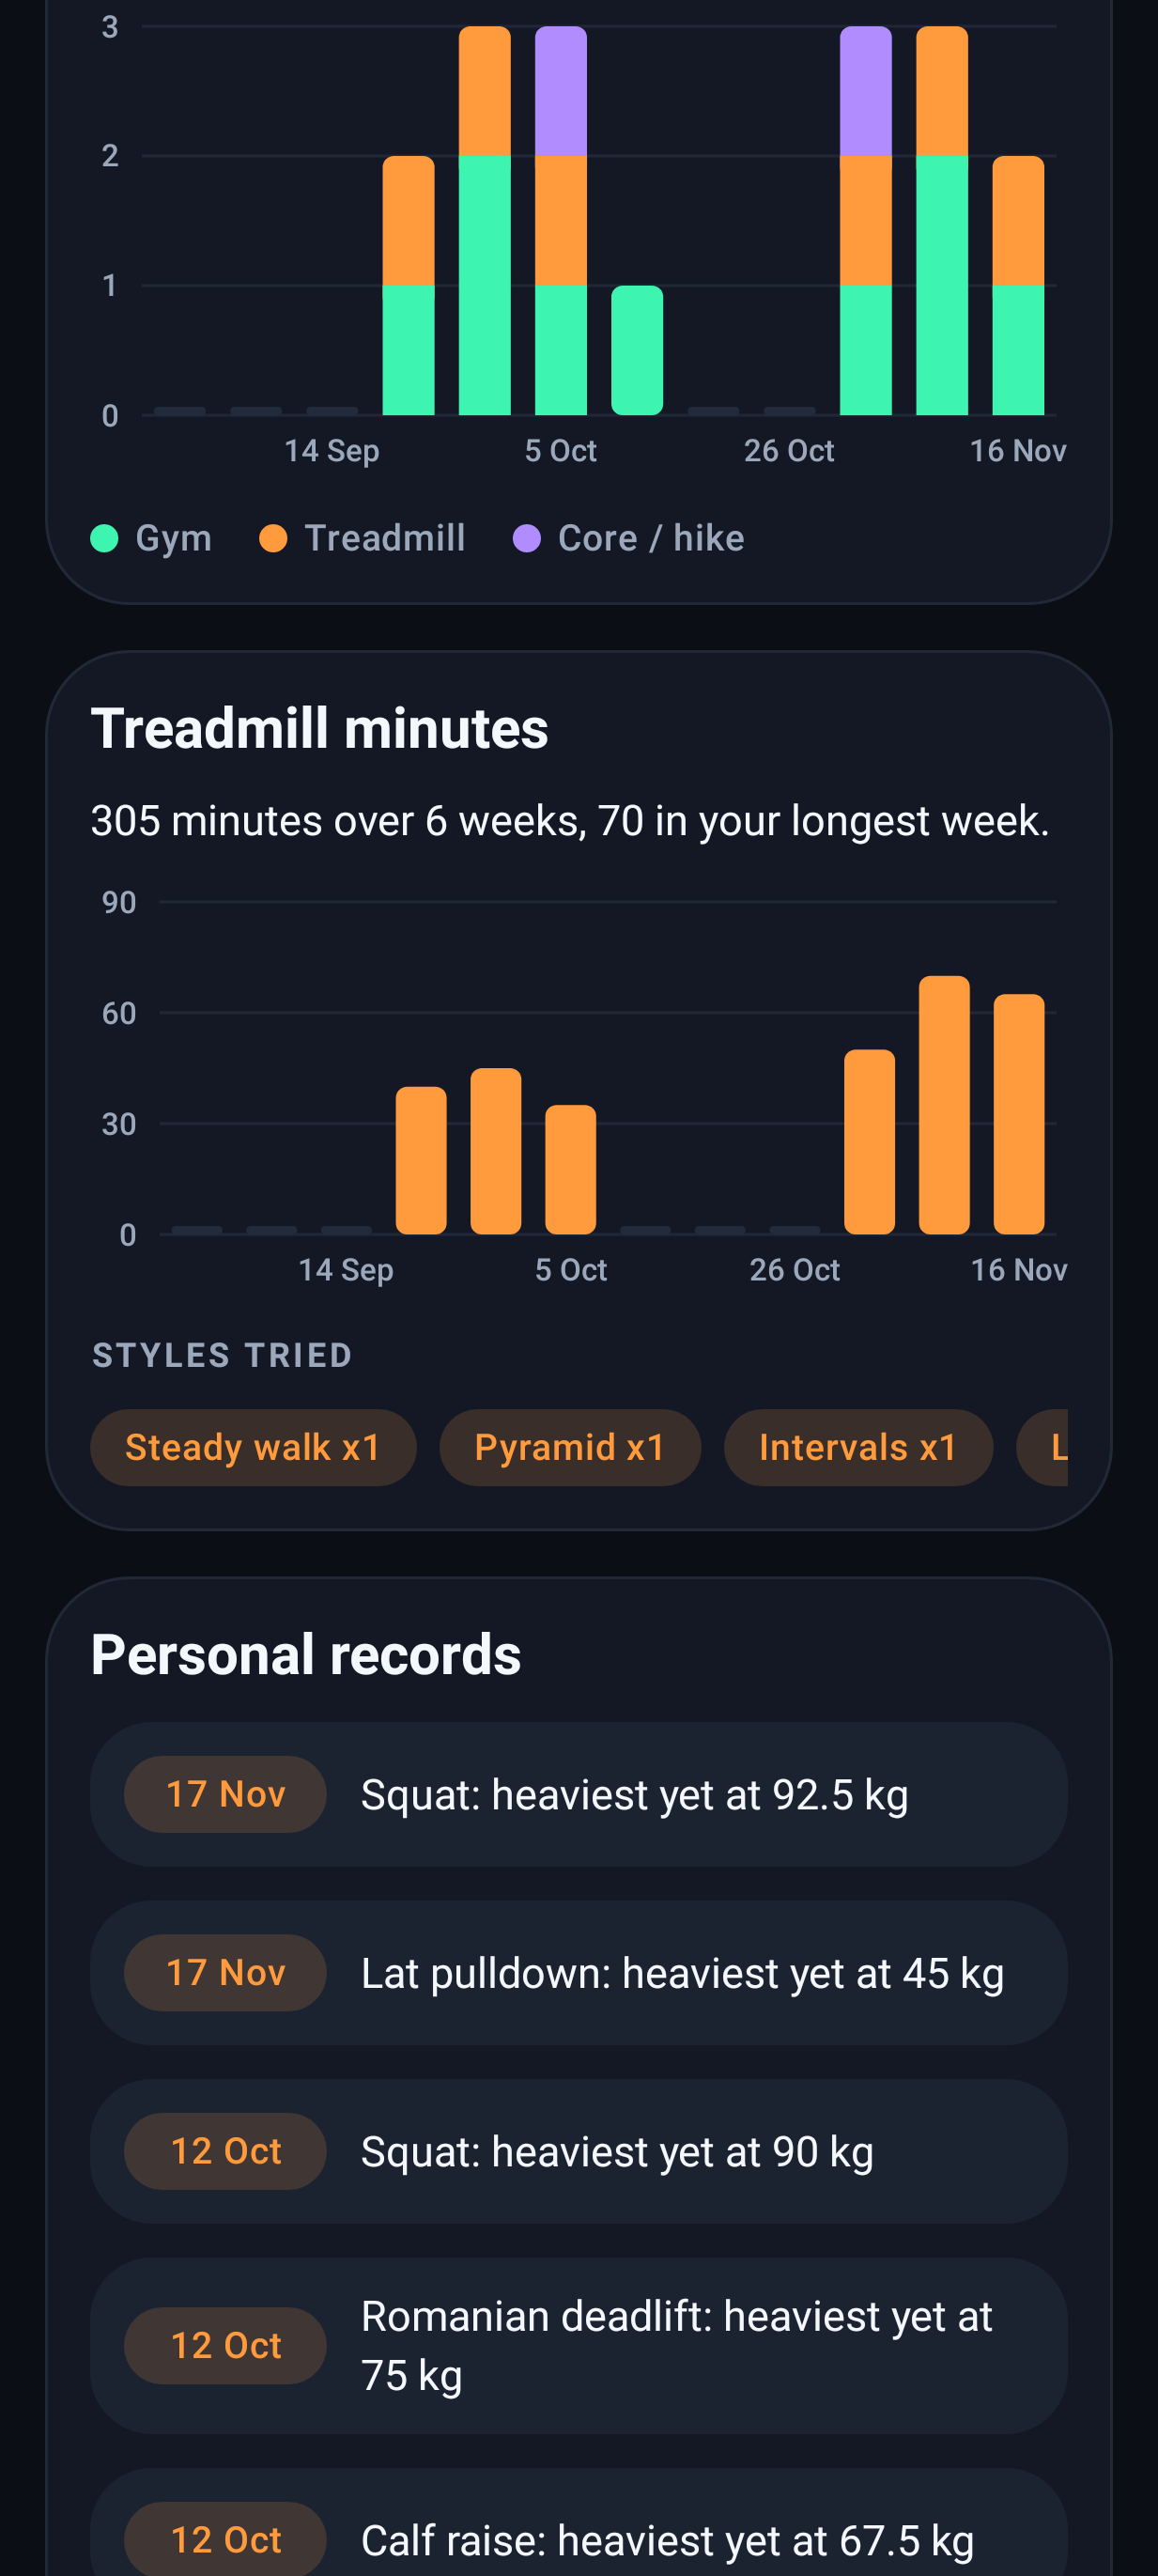 3
2
1
0
14 Sep 5 Oct 26 Oct 16 Nov
Gym Treadmill Core / hike
Treadmill minutes
305 minutes over 6 weeks, 70 in your longest week.
90
60
30
0
14 Sep 5 Oct 26 Oct 16 Nov
STYLES TRIED
Steady walk x1 Pyramid x1 Intervals x1
Personal records
17 Nov Squat: heaviest yet at 92.5 kg
17 Nov Lat pulldown: heaviest yet at 45 kg
12 Oct Squat: heaviest yet at 90 kg
12 Oct Romanian deadlift: heaviest yet at
75 kg
12 Oct Calf raise: heaviest yet at 67.5 kg